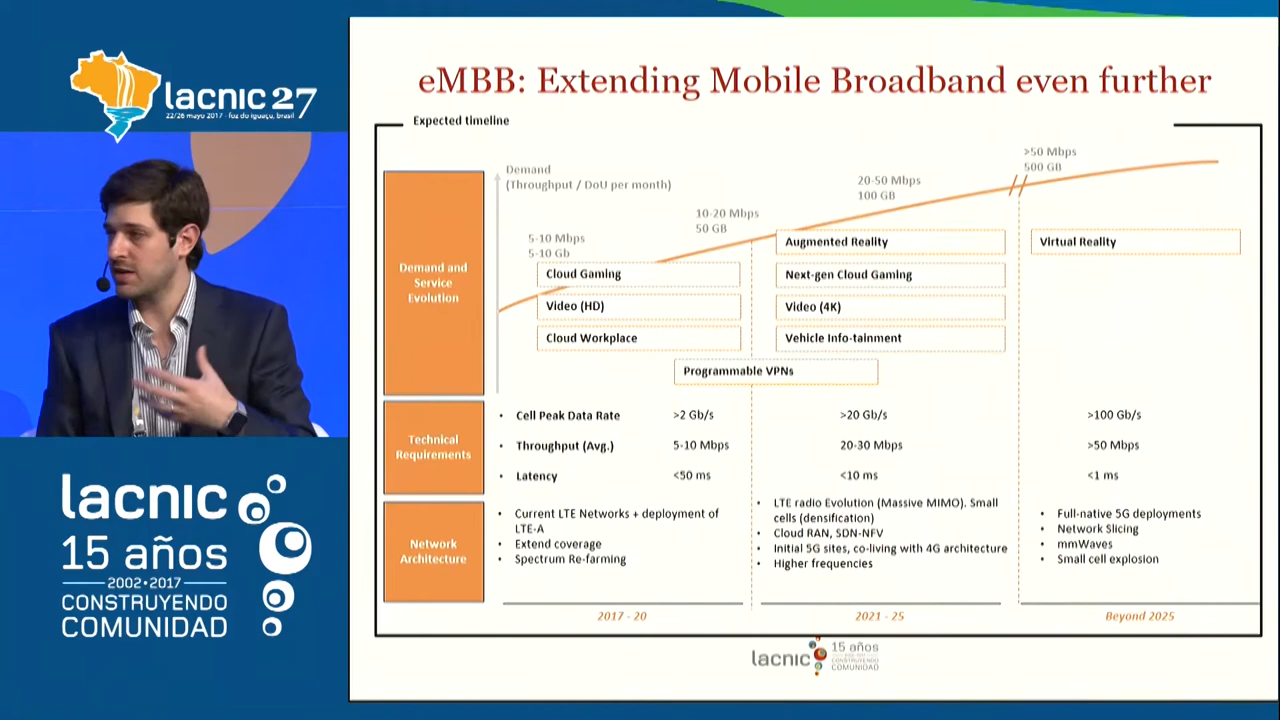 lacnic 27
22/26 mayo 2017 - foz do iguaçu, brasil
lacnic
15 años
2002•2017
CONSTRUYENDO
COMUNIDAD
eMBB: Extending Mobile Broadband even further
Expected timeline
Demand and
Service
Evolution
Demand
(Throughput / DoU per month)
5-10 Mbps
5-10 Gb
10-20 Mbps
50 GB
20-50 Mbps
100 GB
>50 Mbps
500 GB
Cloud Gaming
Video (HD)
Cloud Workplace
Augmented Reality
Next-gen Cloud Gaming
Video (4K)
Vehicle Info-tainment
Virtual Reality
Programmable VPNs
Technical
Requirements
• Cell Peak Data Rate >2 Gb/s >20 Gb/s >100 Gb/s
• Throughput (Avg.) 5-10 Mbps 20-30 Mbps >50 Mbps
• Latency <50 ms <10 ms <1 ms
Network
Architecture
• Current LTE Networks + deployment of
LTE-A
• Extend coverage
• Spectrum Re-farming
• LTE radio Evolution (Massive MIMO). Small
cells (densification)
• Cloud RAN, SDN-NFV
• Initial 5G sites, co-living with 4G architecture
• Higher frequencies
• Full-native 5G deployments
• Network Slicing
• mmWaves
• Small cell explosion
2017 - 20 2021 - 25 Beyond 2025
lacnic
15 años
CONSTRUYENDO
COMUNIDAD